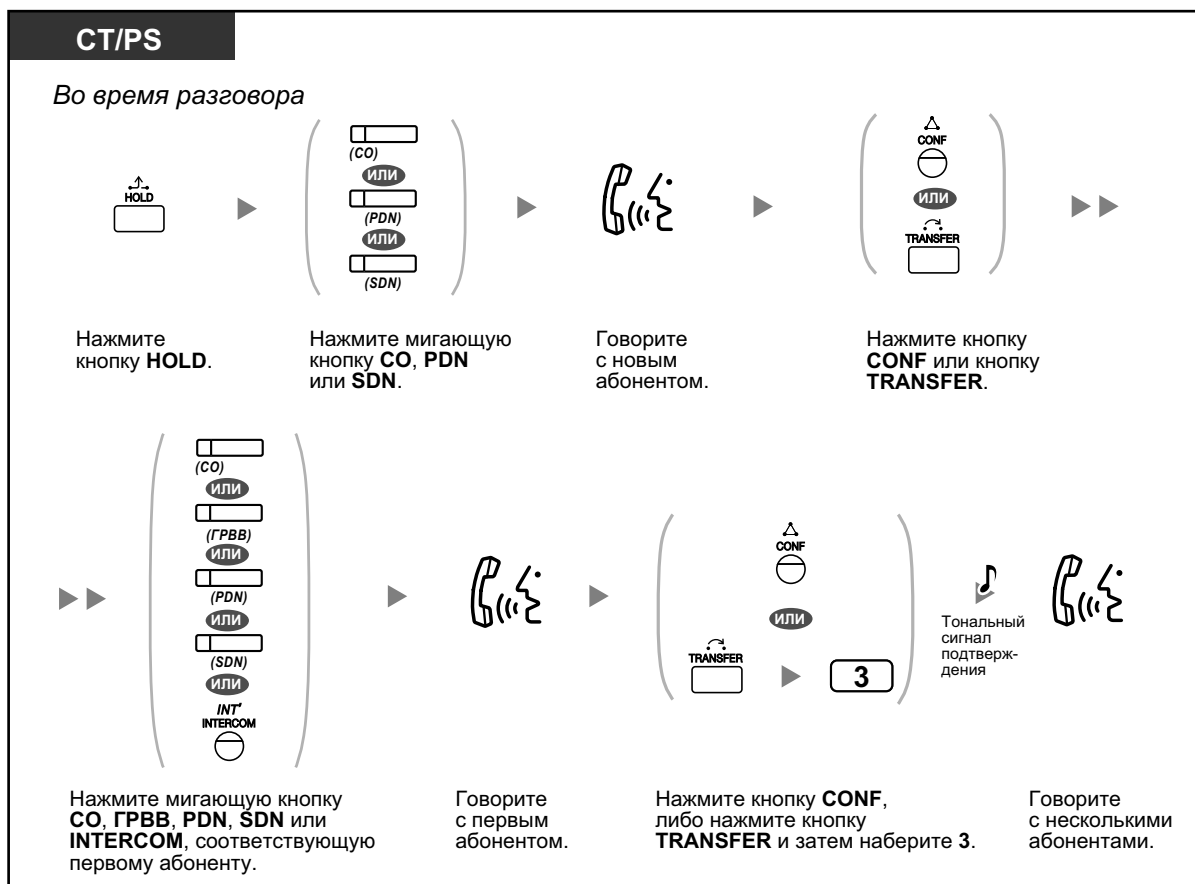 CT/PS
Во время разговора
HOLD
(CO)
ИЛИ
(PDN)
ИЛИ
(SDN)
CONF
ИЛИ
TRANSFER
Нажмите
кнопку HOLD.
Нажмите мигающую
кнопку CO, PDN
или SDN.
Говорите
с новым
абонентом.
Нажмите кнопку
CONF или кнопку
TRANSFER.
(CO)
ИЛИ
(ГРВВ)
ИЛИ
(PDN)
ИЛИ
(SDN)
ИЛИ
INT'
INTERCOM
CONF
ИЛИ
TRANSFER
3
Тональный
сигнал
подтверж-
дения
Нажмите мигающую кнопку
CO, ГРВВ, PDN, SDN или
INTERCOM, соответствующую
первому абоненту.
Говорите
с первым
абонентом.
Нажмите кнопку CONF,
либо нажмите кнопку
TRANSFER и затем наберите 3.
Говорите
с несколькими
абонентами.